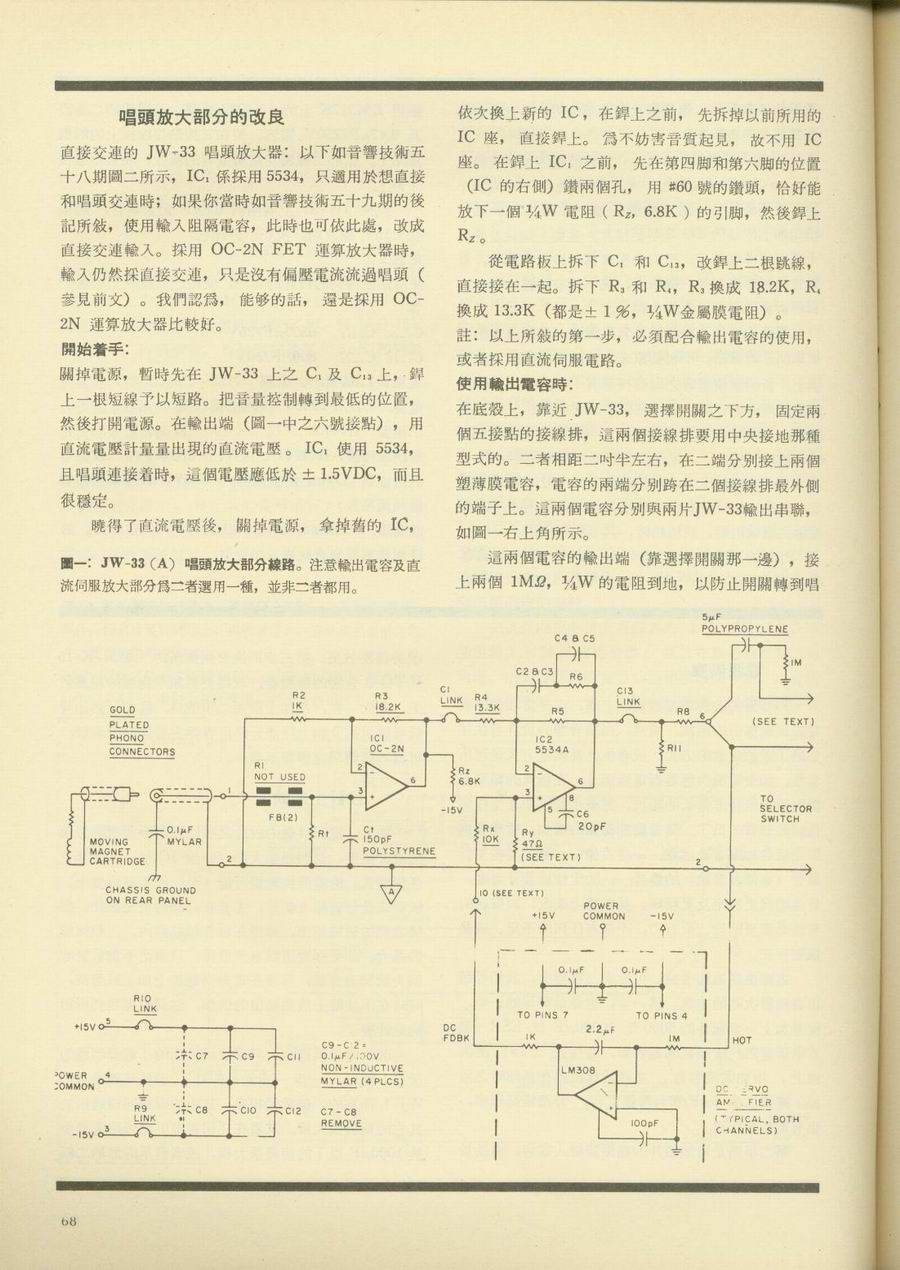 唱頭放大部分的改良
直接交連的 JW-33 唱頭放大器：以下如音響技術五
十八期圖二所示，IC₁ 係採用 5534，只適用於想直接
和唱頭交連時；如果你當時如音響技術五十九期的後
記所敘，使用輸入阻隔電容，此時也可依此處，改成
直接交連輸入。採用 OC-2N FET 運算放大器時，
輸入仍然採直接交連，只是沒有偏壓電流流過唱頭（
參見前文）。我們認爲，能够的話，還是採用 OC-
2N 運算放大器比較好。
開始着手：
關掉電源，暫時先在 JW-33 上之 C₁ 及 C₁₃ 上，銲
上一根短線予以短路。把音量控制轉到最低的位置，
然後打開電源。在輸出端（圖一中之六號接點），用
直流電壓計量量出現的直流電壓。IC₁ 使用 5534，
且唱頭連接着時，這個電壓應低於 ± 1.5VDC，而且
很穩定。
曉得了直流電壓後，關掉電源，拿掉舊的 IC，
圖一：JW-33（A）唱頭放大部分線路。注意輸出電容及直
流伺服放大部分爲二者選用一種，並非二者都用。
依次換上新的 IC，在銲上之前，先拆掉以前所用的
IC 座，直接銲上。爲不妨害音質起見，故不用 IC
座。在銲上 IC₁ 之前，先在第四脚和第六脚的位置
（IC 的右側）鑽兩個孔，用 #60 號的鑽頭，恰好能
放下一個 ¼W 電阻（Rz, 6.8K）的引脚，然後銲上
Rz。
從電路板上拆下 C₁ 和 C₁₃，改銲上二根跳線，
直接接在一起。拆下 R₃ 和 R₄，R₃ 換成 18.2K，R₄
換成 13.3K（都是± 1 %，¼W金屬膜電阻）。
註：以上所敘的第一步，必須配合輸出電容的使用，
或者採用直流伺服電路。
使用輸出電容時：
在底殼上，靠近 JW-33，選擇開關之下方，固定兩
個五接點的接線排，這兩個接線排要用中央接地那種
型式的。二者相距二吋半左右，在二端分別接上兩個
塑薄膜電容，電容的兩端分別跨在二個接線排最外側
的端子上。這兩個電容分別與兩片JW-33輸出串聯，
如圖一右上角所示。
這兩個電容的輸出端（靠選擇開關那一邊），接
上兩個 1MΩ，¼W 的電阻到地，以防止開關轉到唱
5μF
POLYPROPYLENE
1M
(SEE TEXT)
C4 & C5
C2 & C3
R6
R5
C1
LINK
R4
13.3K
C13
LINK
R8
6
R11
R2
1K
R3
18.2K
GOLD
PLATED
PHONO
CONNECTORS
IC1
OC-2N
IC2
5534A
R1
NOT USED
FB(2)
1
2
3
6
−
+
Rz
6.8K
-15V
2
3
6
5
8
−
+
C6
20pF
MOVING
MAGNET
CARTRIDGE
0.1μF
MYLAR
2
Rt
Ct
150pF
POLYSTYRENE
Rx
10K
Ry
47Ω
(SEE TEXT)
2
TO
SELECTOR
SWITCH
CHASSIS GROUND
ON REAR PANEL
A
10 (SEE TEXT)
+15V
POWER
COMMON
-15V
0.1μF
0.1μF
TO PINS 7
TO PINS 4
DC
FDBK
1K
2.2μF
1M
HOT
LM308
100pF
(TYPICAL, BOTH
CHANNELS)
R10
LINK
+15V
5
C7
C9
C11
POWER
COMMON
4
R9
LINK
C8
C10
C12
-15V
3
0.1μF/100V
NON-INDUCTIVE
MYLAR (4 PLCS)
C7-C8
REMOVE
68